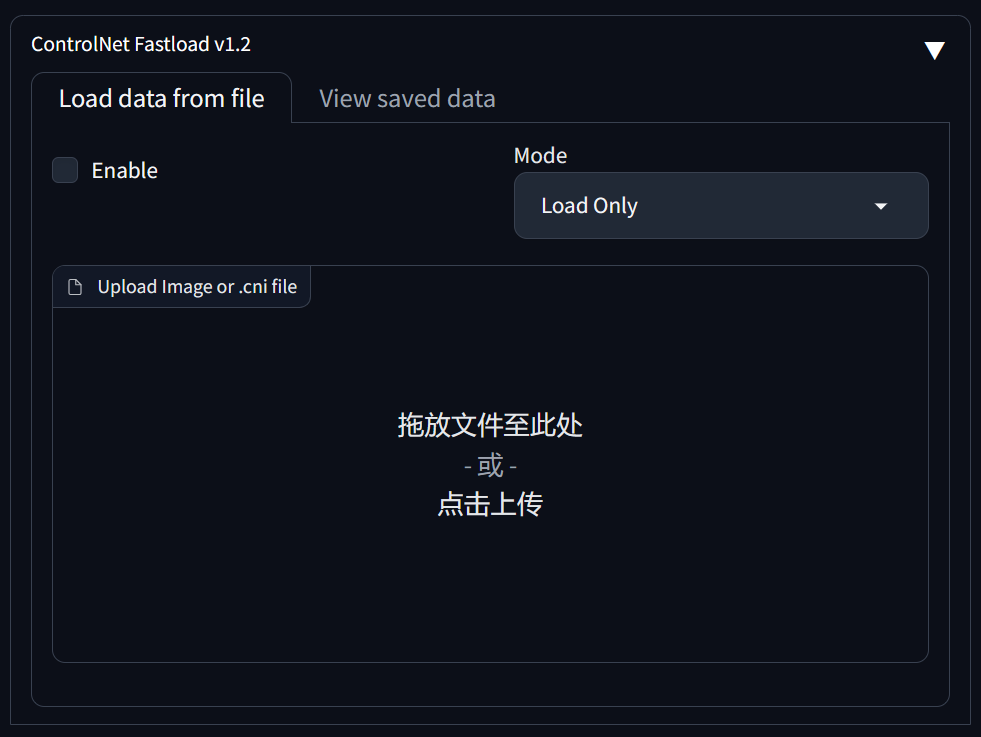 ControlNet Fastload v1.2
Load data from file
View saved data
Enable
Mode
Load Only
Upload Image or .cni file
拖放文件至此处
- 或 -
点击上传